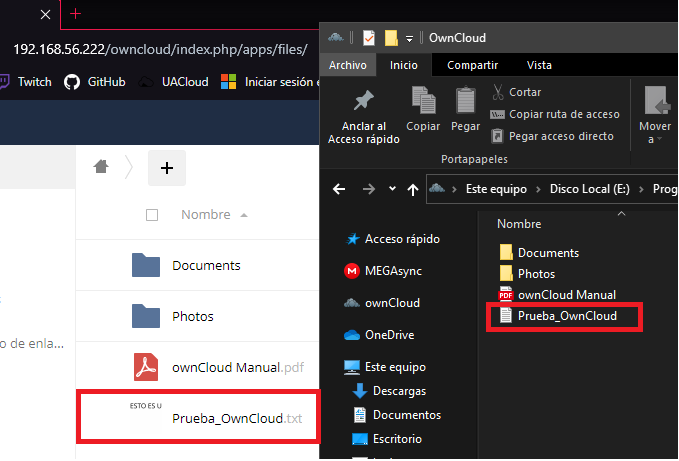 192.168.56.222/owncloud/index.php/apps/files/
Twitch
GitHub
UACloud
Iniciar sesión e
Nombre
Documents
Photos
ownCloud Manual.pdf
ESTO ES U
Prueba_OwnCloud.txt
o de enla...
OwnCloud
Archivo
Inicio
Compartir
Vista
Anclar al
Acceso rápido
Copiar
Pegar
Cortar
Copiar ruta de acceso
Pegar acceso directo
Mover
a
Portapapeles
Este equipo
Disco Local (E:)
Prog
Acceso rápido
MEGAsync
ownCloud
OneDrive
Este equipo
Descargas
Documentos
Escritorio
Nombre
Documents
Photos
PDF
ownCloud Manual
Prueba_OwnCloud